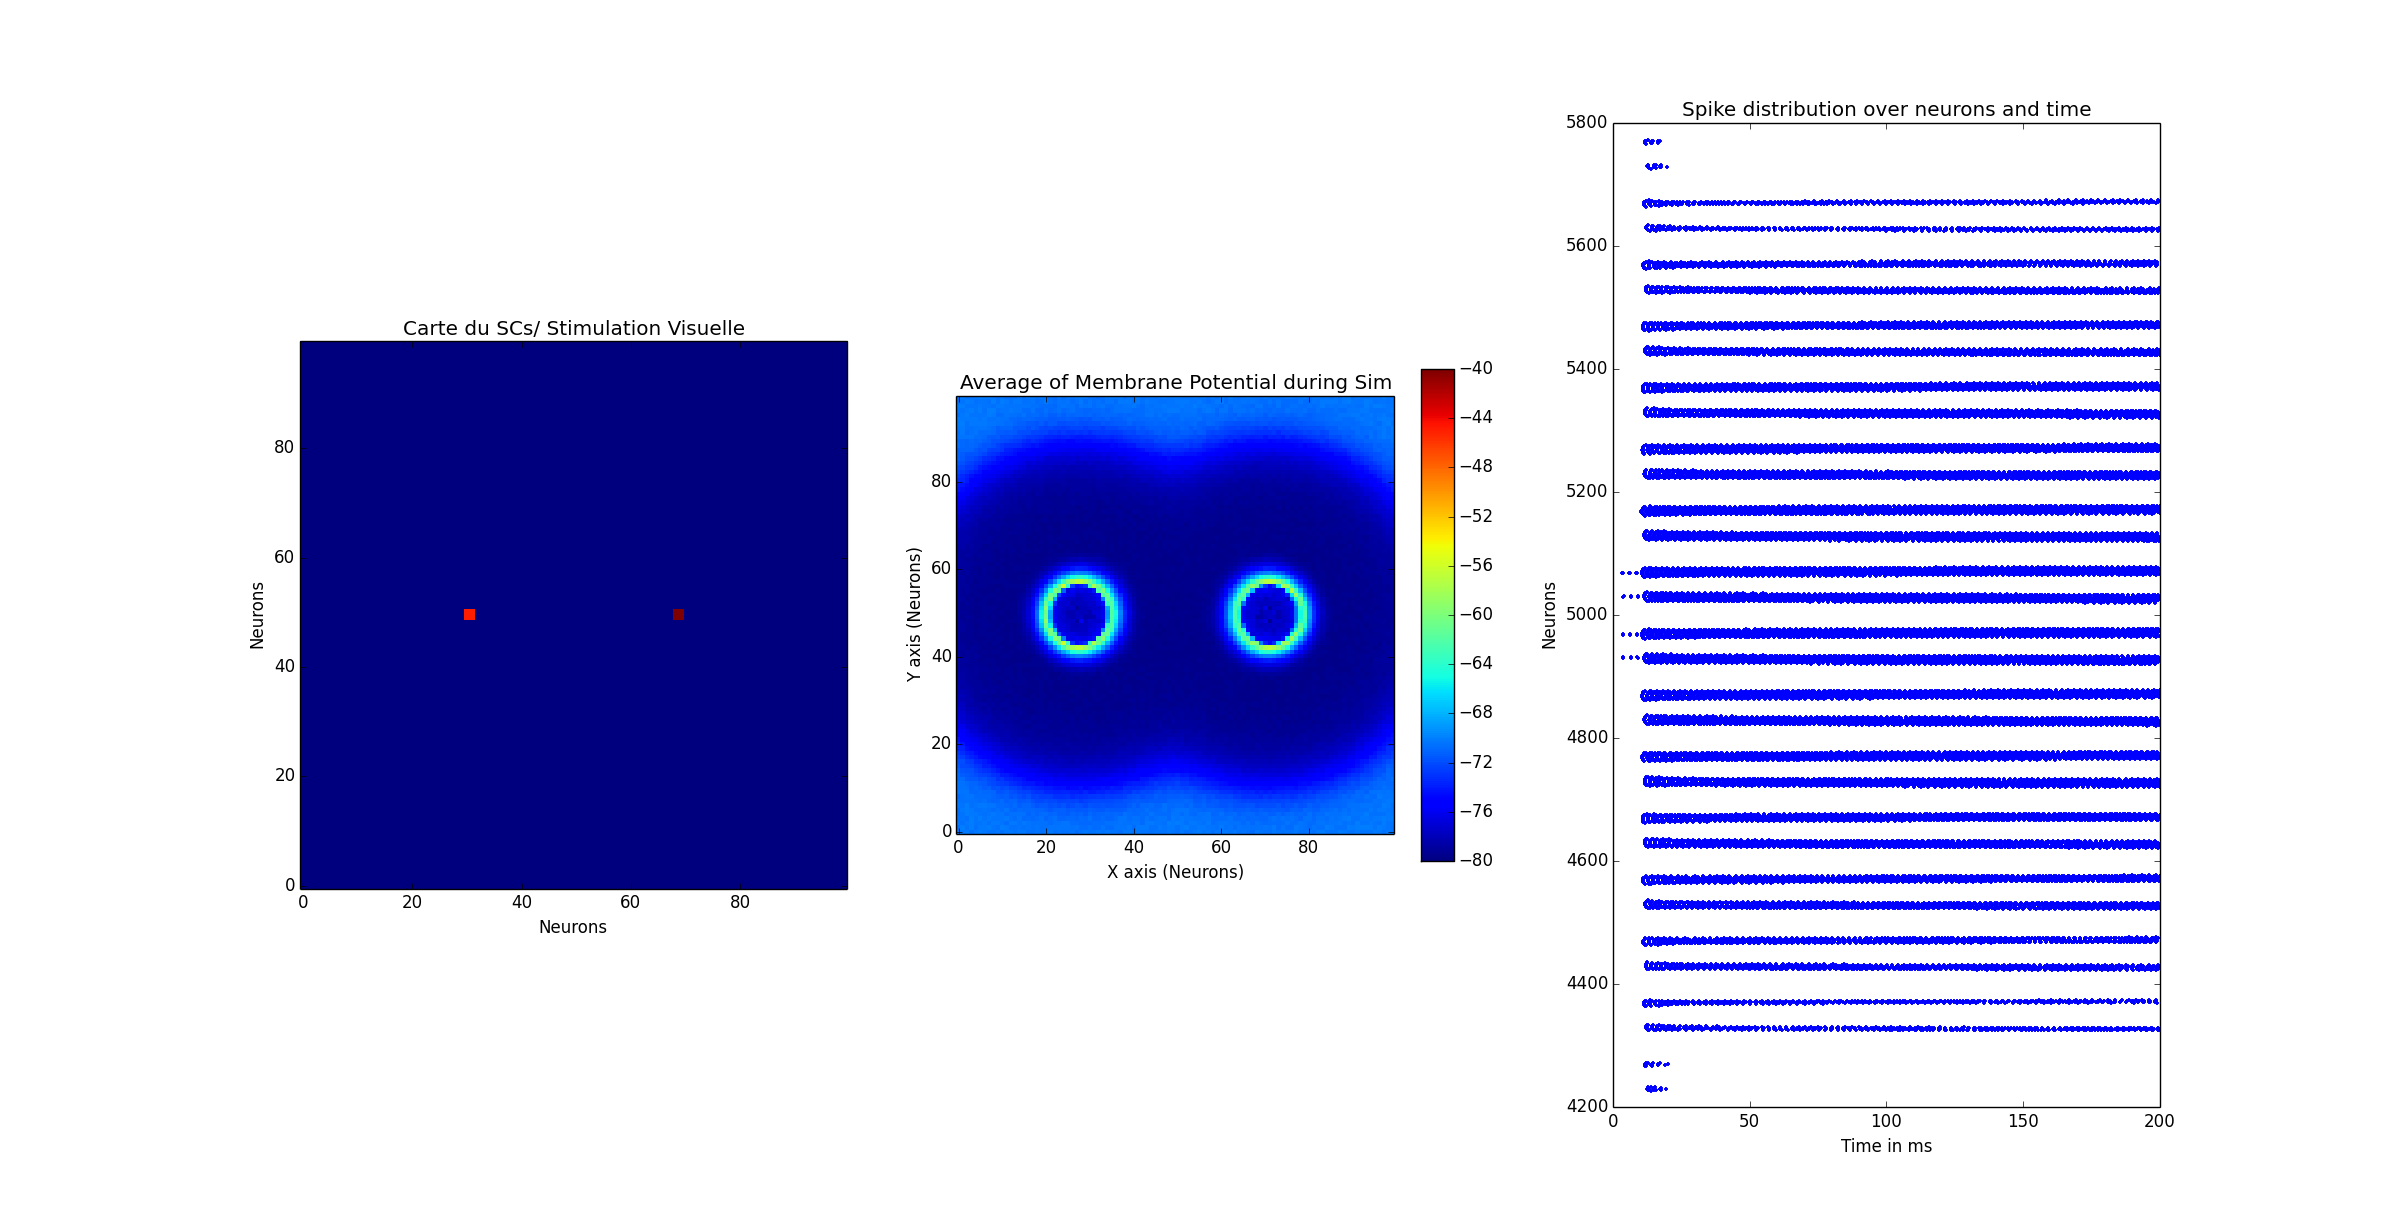 Carte du SCs/ Stimulation Visuelle
80
60
40
20
0
Neurons
0 20 40 60 80
Neurons
Average of Membrane Potential during Sim
80
60
40
20
0
Y axis (Neurons)
0 20 40 60 80
X axis (Neurons)
−40
−44
−48
−52
−56
−60
−64
−68
−72
−76
−80
Spike distribution over neurons and time
5800
5600
5400
5200
5000
4800
4600
4400
4200
Neurons
0 50 100 150 200
Time in ms